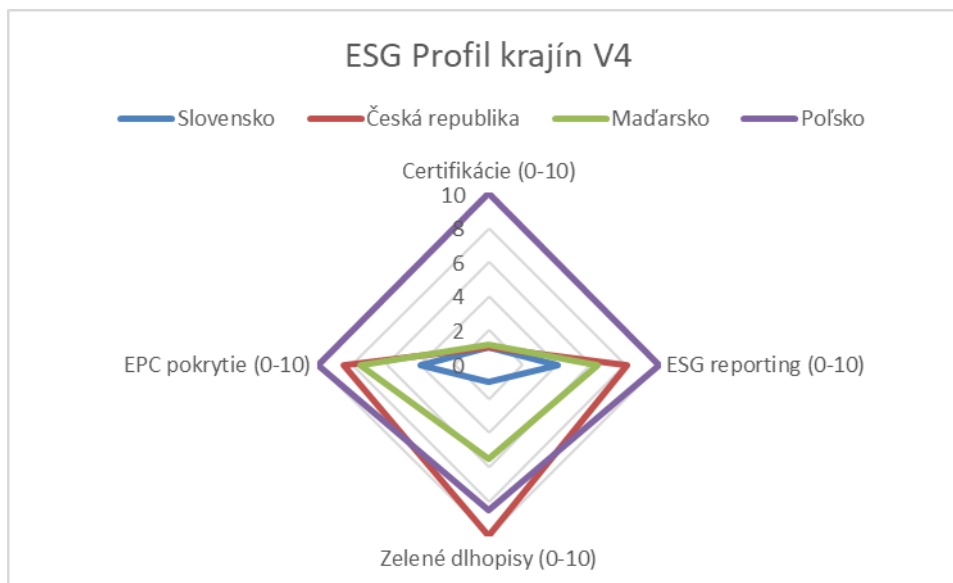 ESG Profil krajín V4
Slovensko Česká republika Maďarsko Poľsko
Certifikácie (0-10)
10
8
6
4
2
0
EPC pokrytie (0-10)
ESG reporting (0-10)
Zelené dlhopisy (0-10)